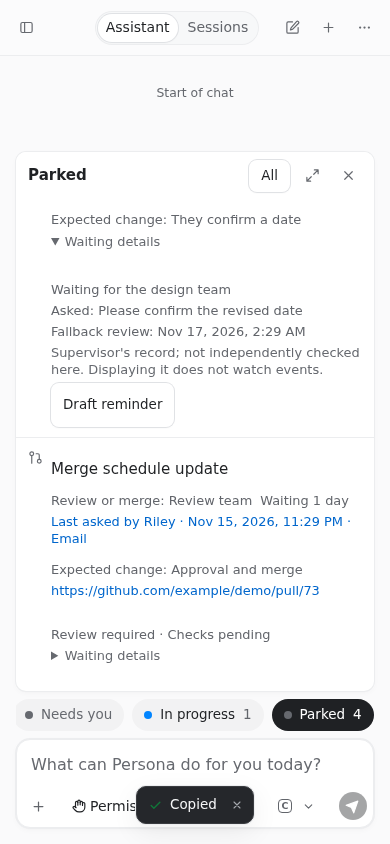 Assistant
Sessions
Start of chat
Parked
All
Expected change: They confirm a date
Waiting details
Waiting for the design team
Asked: Please confirm the revised date
Fallback review: Nov 17, 2026, 2:29 AM
Supervisor's record; not independently checked
here. Displaying it does not watch events.
Draft reminder
Merge schedule update
Review or merge: Review team  Waiting 1 day
Last asked by Riley · Nov 15, 2026, 11:29 PM ·
Email
Expected change: Approval and merge
https://github.com/example/demo/pull/73
Review required · Checks pending
Waiting details
Needs you
In progress 1
Parked 4
What can Persona do for you today?
Copied
C